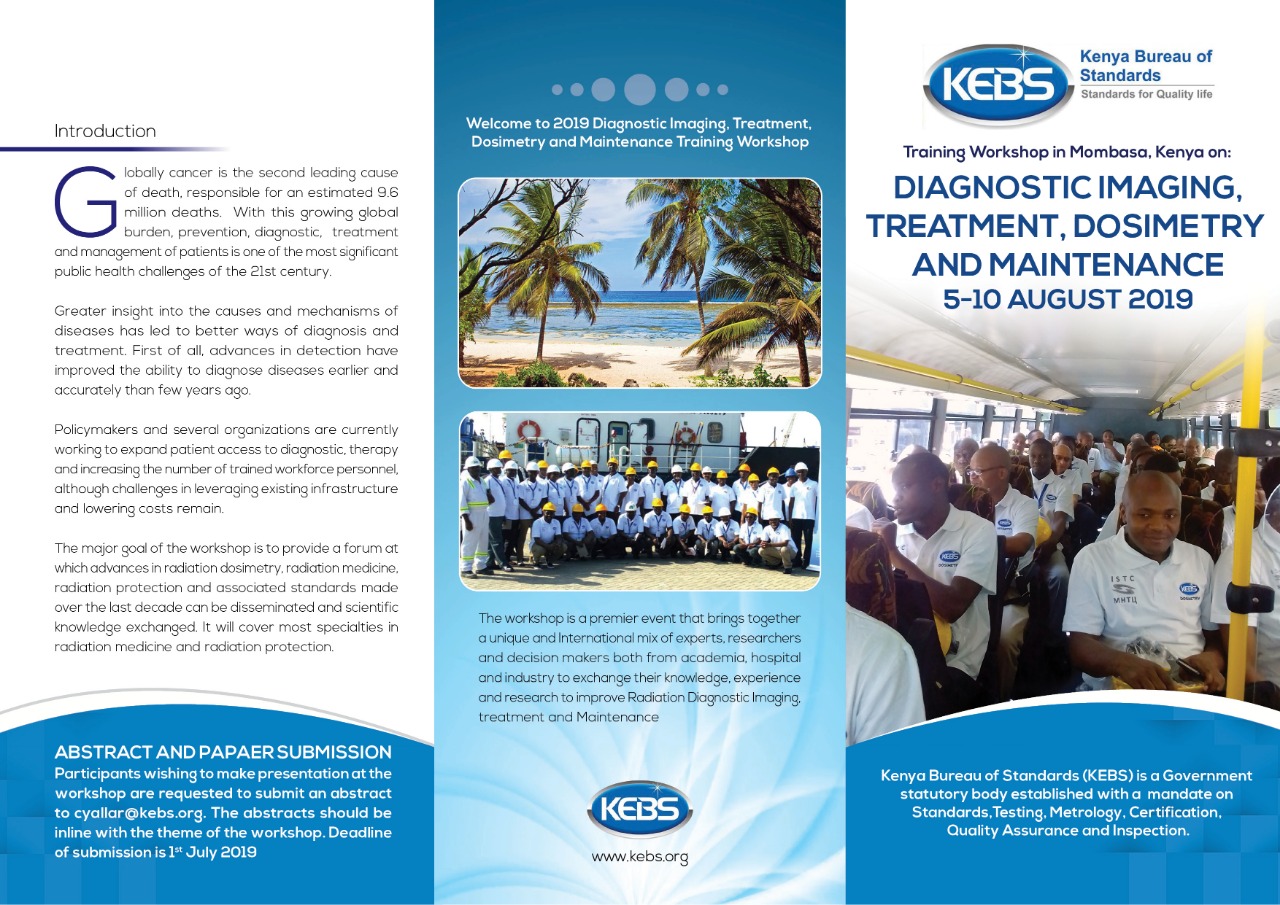 Introduction
Globally cancer is the second leading cause
of death, responsible for an estimated 9.6
million deaths. With this growing global
burden, prevention, diagnostic, treatment
and management of patients is one of the most significant
public health challenges of the 21st century.
Greater insight into the causes and mechanisms of
diseases has led to better ways of diagnosis and
treatment. First of all, advances in detection have
improved the ability to diagnose diseases earlier and
accurately than few years ago.
Policymakers and several organizations are currently
working to expand patient access to diagnostic, therapy
and increasing the number of trained workforce personnel,
although challenges in leveraging existing infrastructure
and lowering costs remain.
The major goal of the workshop is to provide a forum at
which advances in radiation dosimetry, radiation medicine,
radiation protection and associated standards made
over the last decade can be disseminated and scientific
knowledge exchanged. It will cover most specialties in
radiation medicine and radiation protection.
ABSTRACT AND PAPAER SUBMISSION
Participants wishing to make presentation at the
workshop are requested to submit an abstract
to cyallar@kebs.org. The abstracts should be
inline with the theme of the workshop. Deadline
of submission is 1st July 2019
Welcome to 2019 Diagnostic Imaging, Treatment,
Dosimetry and Maintenance Training Workshop
The workshop is a premier event that brings together
a unique and International mix of experts, researchers
and decision makers both from academia, hospital
and industry to exchange their knowledge, experience
and research to improve Radiation Diagnostic Imaging,
treatment and Maintenance
KEBS
www.kebs.org
KEBS
Kenya Bureau of
Standards
Standards for Quality life
Training Workshop in Mombasa, Kenya on:
DIAGNOSTIC IMAGING,
TREATMENT, DOSIMETRY
AND MAINTENANCE
5-10 AUGUST 2019
KEBS
DOSIMETRY
ISTC
МНТЦ
KEBS
Kenya Bureau of Standards (KEBS) is a Government
statutory body established with a mandate on
Standards,Testing, Metrology, Certification,
Quality Assurance and Inspection.